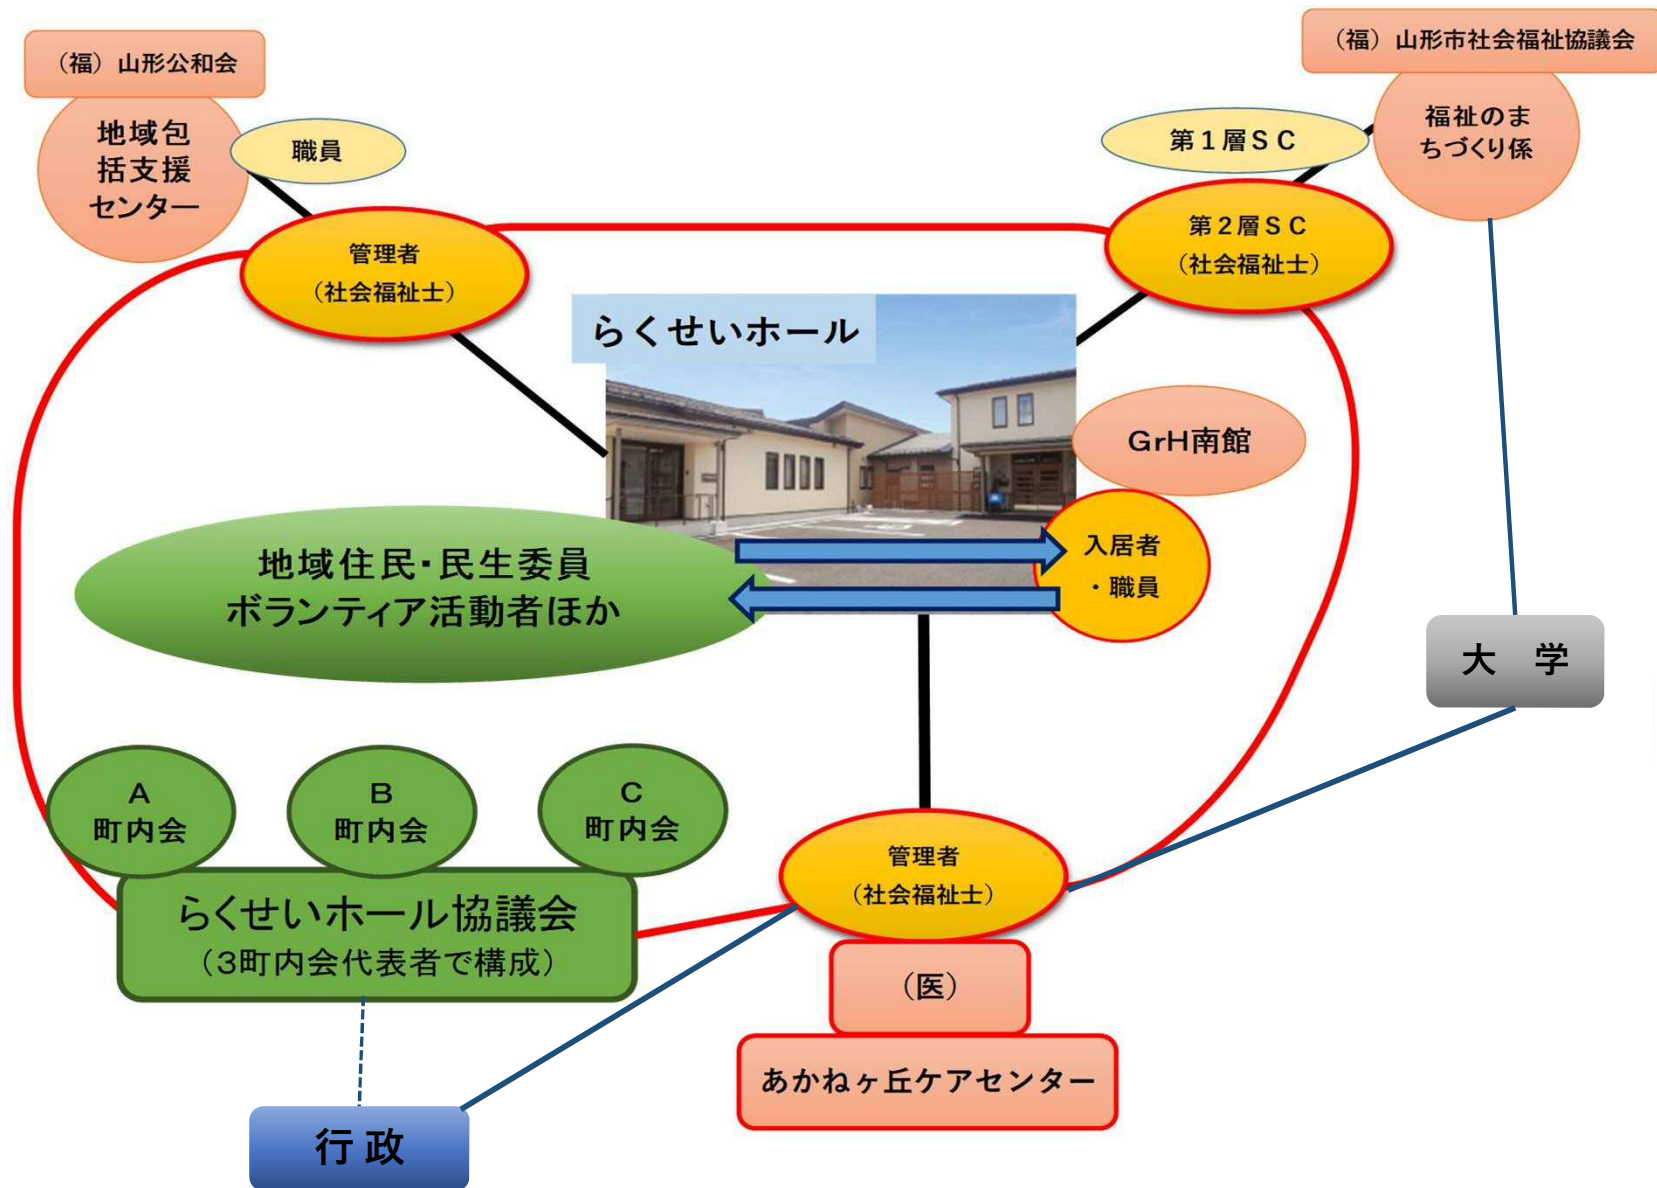 （福）山形公和会
地域包
括支援
センター
職員
（福）山形市社会福祉協議会
福祉のま
ちづくり係
第１層ＳＣ
管理者
（社会福祉士）
第２層ＳＣ
（社会福祉士）
らくせいホール
GrH南館
入居者
・職員
地域住民・民生委員
ボランティア活動者ほか
大　学
A
町内会
B
町内会
C
町内会
らくせいホール協議会
（3町内会代表者で構成）
管理者
（社会福祉士）
（医）
あかねヶ丘ケアセンター
行 政